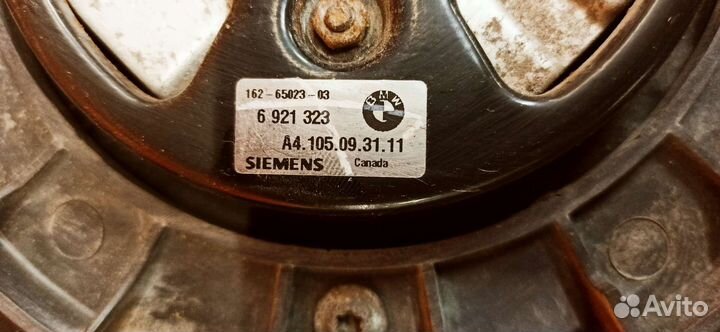 162-65023-03
BMW
6 921 323
A4.105.09.31.11
SIEMENS Canada
Avito